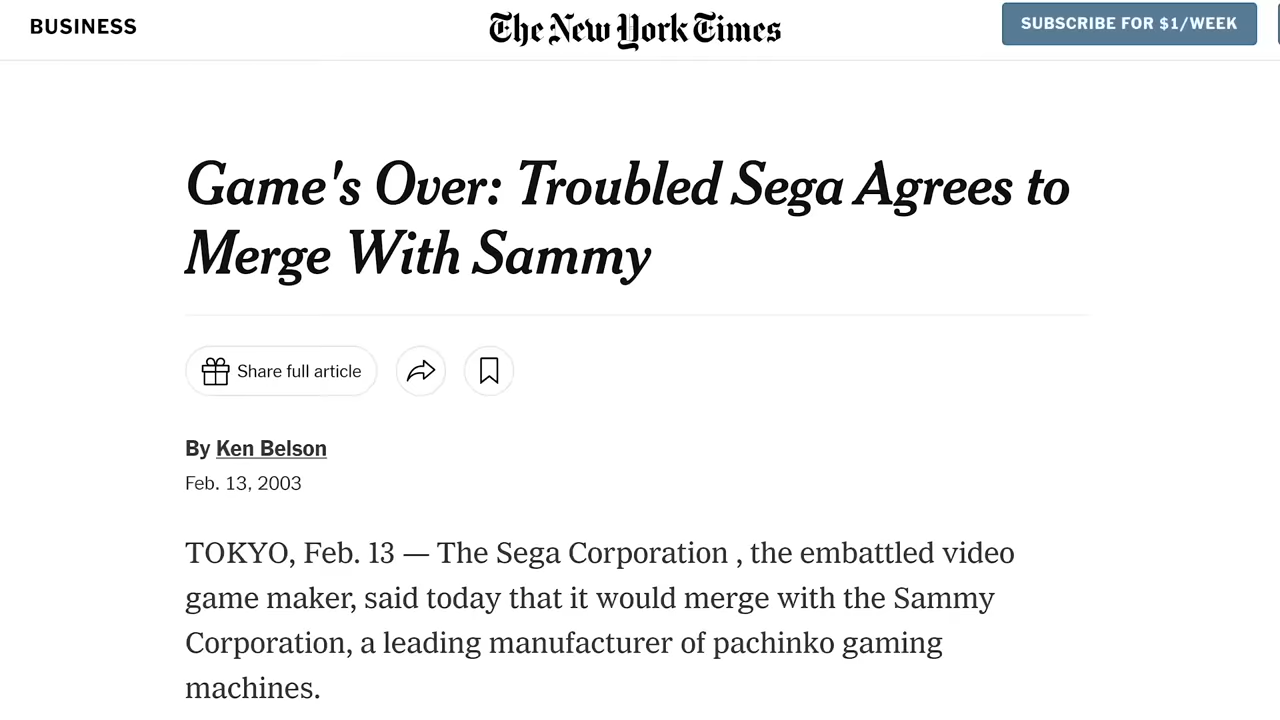 BUSINESS
The New York Times
SUBSCRIBE FOR $1/WEEK
Game's Over: Troubled Sega Agrees to
Merge With Sammy
Share full article
By Ken Belson
Feb. 13, 2003
TOKYO, Feb. 13 — The Sega Corporation , the embattled video
game maker, said today that it would merge with the Sammy
Corporation, a leading manufacturer of pachinko gaming
machines.